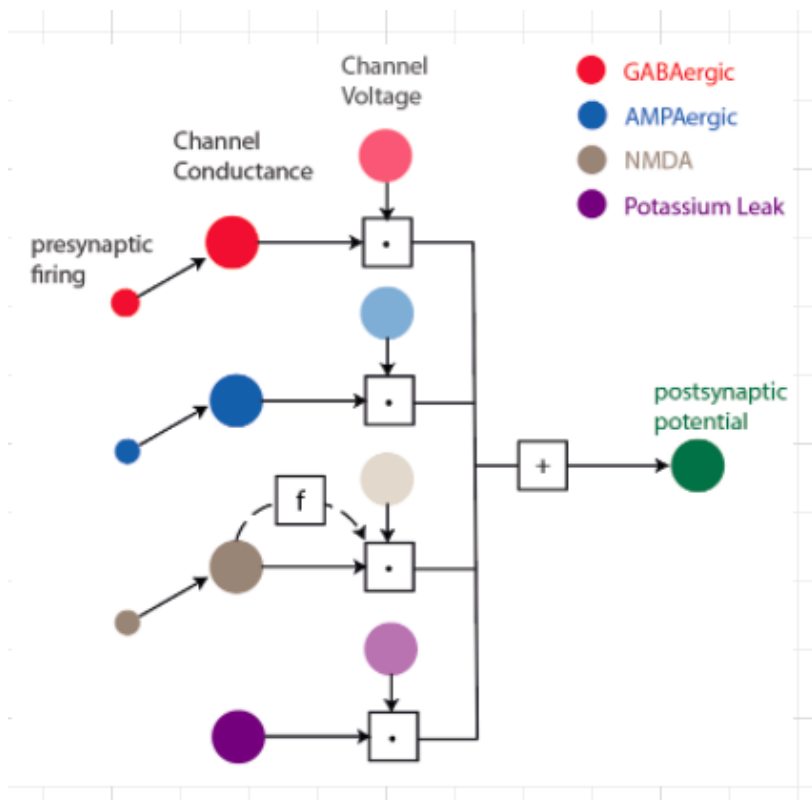 Channel
Voltage
GABAergic
AMPAergic
NMDA
Potassium Leak
Channel
Conductance
presynaptic
firing
·
·
f
·
·
+
postsynaptic
potential